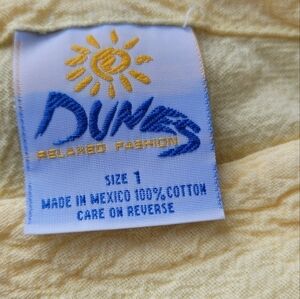 DUNES
RELAXED FASHION
SIZE 1
MADE IN MEXICO 100% COTTON
CARE ON REVERSE